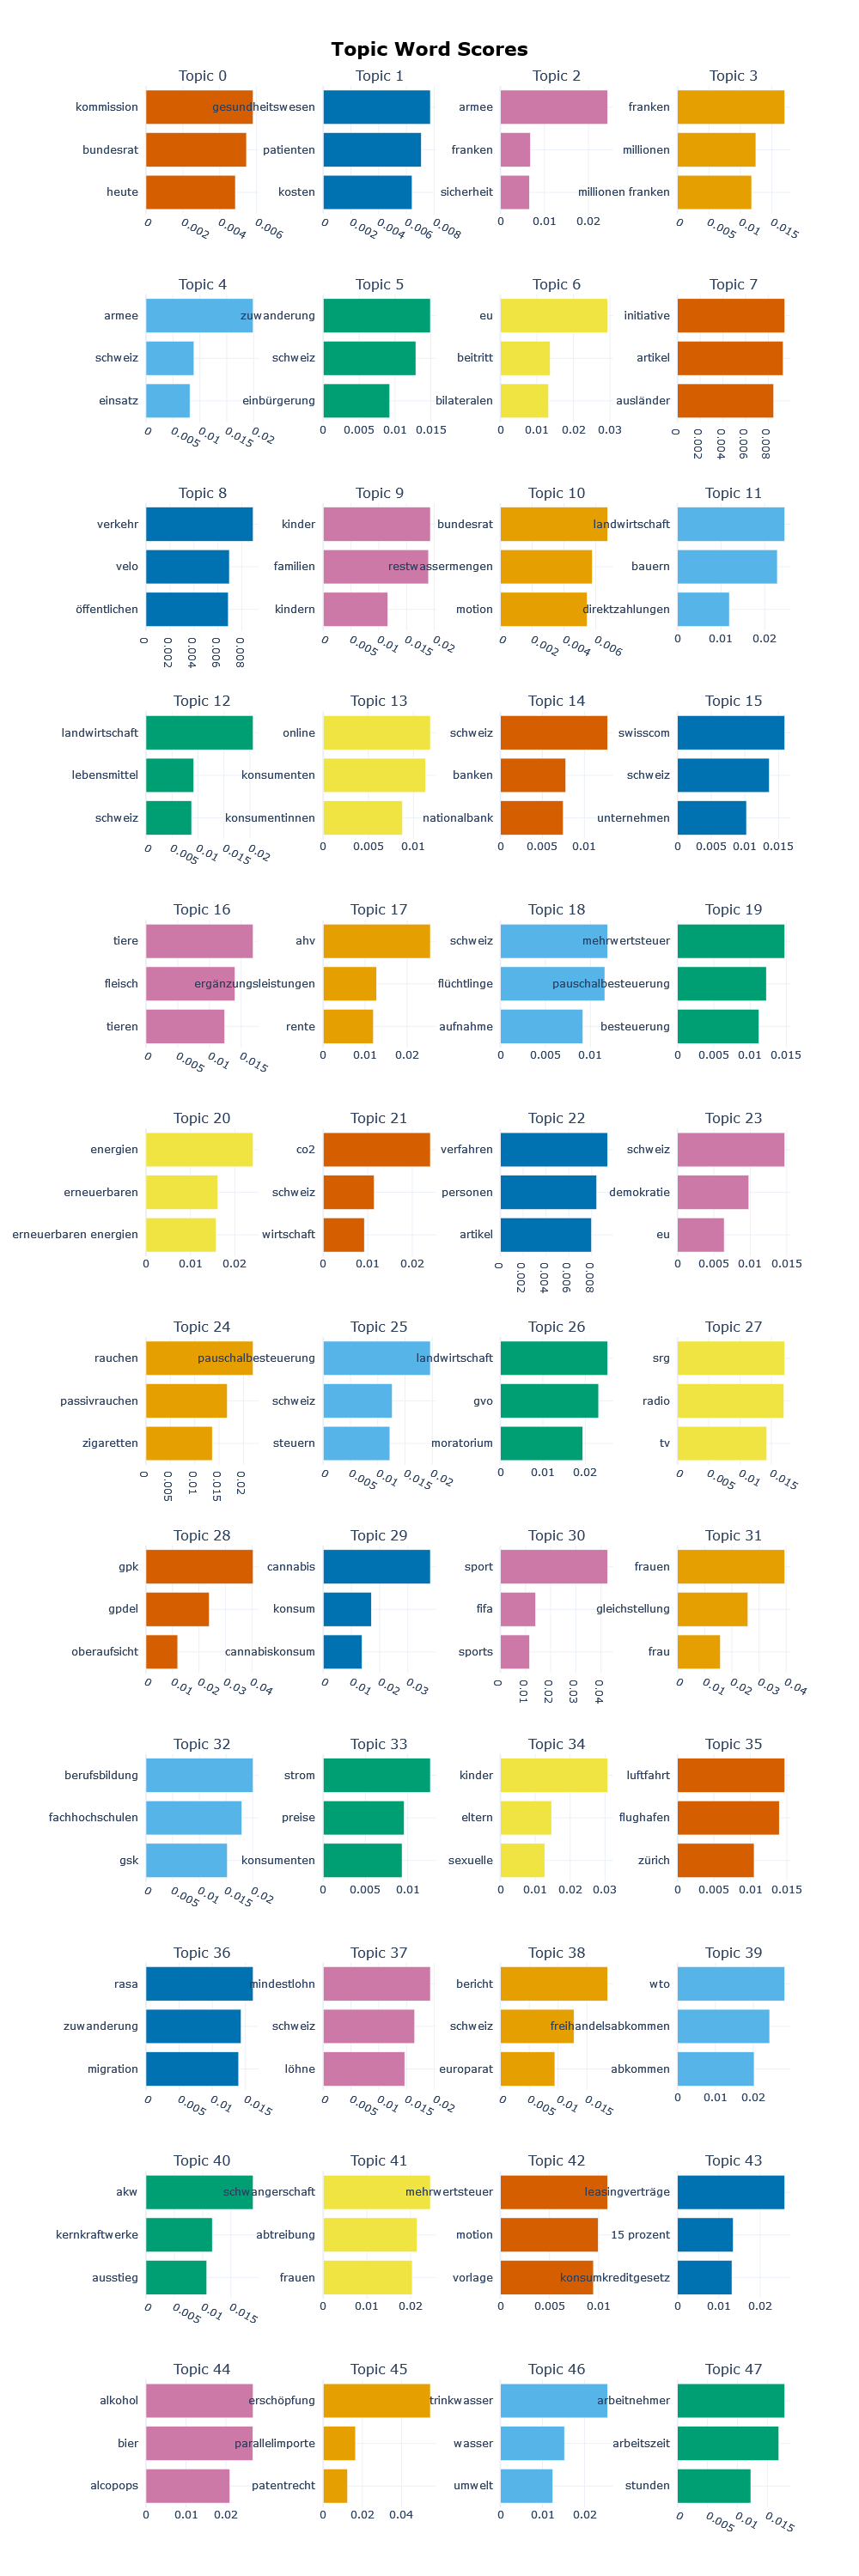 Topic Word Scores
Topic 0
kommission
bundesrat
heute
0 0.002 0.004 0.006
Topic 1
gesundheitswesen
patienten
kosten
0 0.002 0.004 0.006 0.008
Topic 2
armee
franken
sicherheit
0 0.01 0.02
Topic 3
franken
millionen
millionen franken
0 0.005 0.01 0.015
Topic 4
armee
schweiz
einsatz
0 0.005 0.01 0.015 0.02
Topic 5
zuwanderung
schweiz
einbürgerung
0 0.005 0.01 0.015
Topic 6
eu
beitritt
bilateralen
0 0.01 0.02 0.03
Topic 7
initiative
artikel
ausländer
0 0.002 0.004 0.006 0.008
Topic 8
verkehr
velo
öffentlichen
0 0.002 0.004 0.006 0.008
Topic 9
kinder
familien
kindern
0 0.005 0.01 0.015 0.02
Topic 10
bundesrat
restwassermengen
motion
0 0.002 0.004 0.006
Topic 11
landwirtschaft
bauern
direktzahlungen
0 0.01 0.02
Topic 12
landwirtschaft
lebensmittel
schweiz
0 0.005 0.01 0.015 0.02
Topic 13
online
konsumenten
konsumentinnen
0 0.005 0.01
Topic 14
schweiz
banken
nationalbank
0 0.005 0.01
Topic 15
swisscom
schweiz
unternehmen
0 0.005 0.01 0.015
Topic 16
tiere
fleisch
tieren
0 0.005 0.01 0.015
Topic 17
ahv
ergänzungsleistungen
rente
0 0.01 0.02
Topic 18
schweiz
flüchtlinge
aufnahme
0 0.005 0.01
Topic 19
mehrwertsteuer
pauschalbesteuerung
besteuerung
0 0.005 0.01 0.015
Topic 20
energien
erneuerbaren
erneuerbaren energien
0 0.01 0.02
Topic 21
co2
schweiz
wirtschaft
0 0.01 0.02
Topic 22
verfahren
personen
artikel
0 0.002 0.004 0.006 0.008
Topic 23
schweiz
demokratie
eu
0 0.005 0.01 0.015
Topic 24
rauchen
passivrauchen
zigaretten
0 0.005 0.01 0.015 0.02
Topic 25
pauschalbesteuerung
schweiz
steuern
0 0.005 0.01 0.015 0.02
Topic 26
landwirtschaft
gvo
moratorium
0 0.01 0.02
Topic 27
srg
radio
tv
0 0.005 0.01 0.015
Topic 28
gpk
gpdel
oberaufsicht
0 0.01 0.02 0.03 0.04
Topic 29
cannabis
konsum
cannabiskonsum
0 0.01 0.02 0.03
Topic 30
sport
fifa
sports
0 0.01 0.02 0.03 0.04
Topic 31
frauen
gleichstellung
frau
0 0.01 0.02 0.03 0.04
Topic 32
berufsbildung
fachhochschulen
gsk
0 0.005 0.01 0.015 0.02
Topic 33
strom
preise
konsumenten
0 0.005 0.01
Topic 34
kinder
eltern
sexuelle
0 0.01 0.02 0.03
Topic 35
luftfahrt
flughafen
zürich
0 0.005 0.01 0.015
Topic 36
rasa
zuwanderung
migration
0 0.005 0.01 0.015
Topic 37
mindestlohn
schweiz
löhne
0 0.005 0.01 0.015 0.02
Topic 38
bericht
schweiz
europarat
0 0.005 0.01 0.015
Topic 39
wto
freihandelsabkommen
abkommen
0 0.01 0.02
Topic 40
akw
kernkraftwerke
ausstieg
0 0.005 0.01 0.015
Topic 41
schwangerschaft
abtreibung
frauen
0 0.01 0.02
Topic 42
mehrwertsteuer
motion
vorlage
0 0.005 0.01
Topic 43
leasingverträge
15 prozent
konsumkreditgesetz
0 0.01 0.02
Topic 44
alkohol
bier
alcopops
0 0.01 0.02
Topic 45
erschöpfung
parallelimporte
patentrecht
0 0.02 0.04
Topic 46
trinkwasser
wasser
umwelt
0 0.01 0.02
Topic 47
arbeitnehmer
arbeitszeit
stunden
0 0.005 0.01 0.015